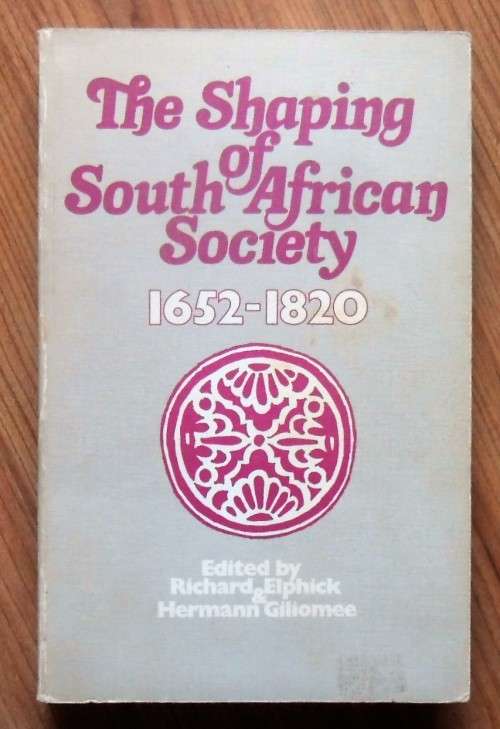 The Shaping
of
South African
Society
1652-1820
Edited by
Richard Elphick
&
Hermann Giliomee